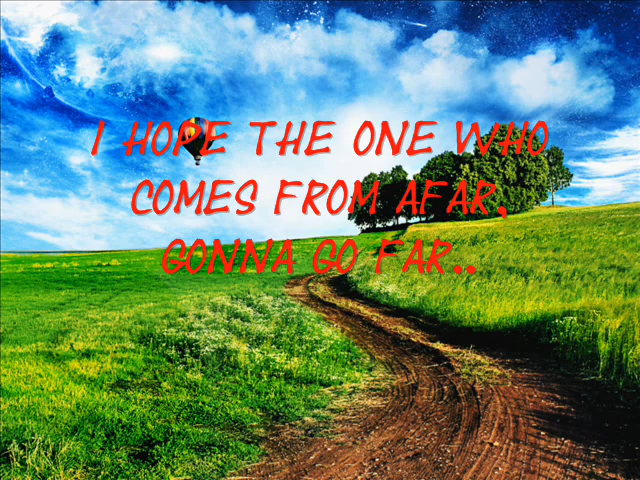 I HOPE THE ONE WHO
COMES FROM AFAR,
GONNA GO FAR..